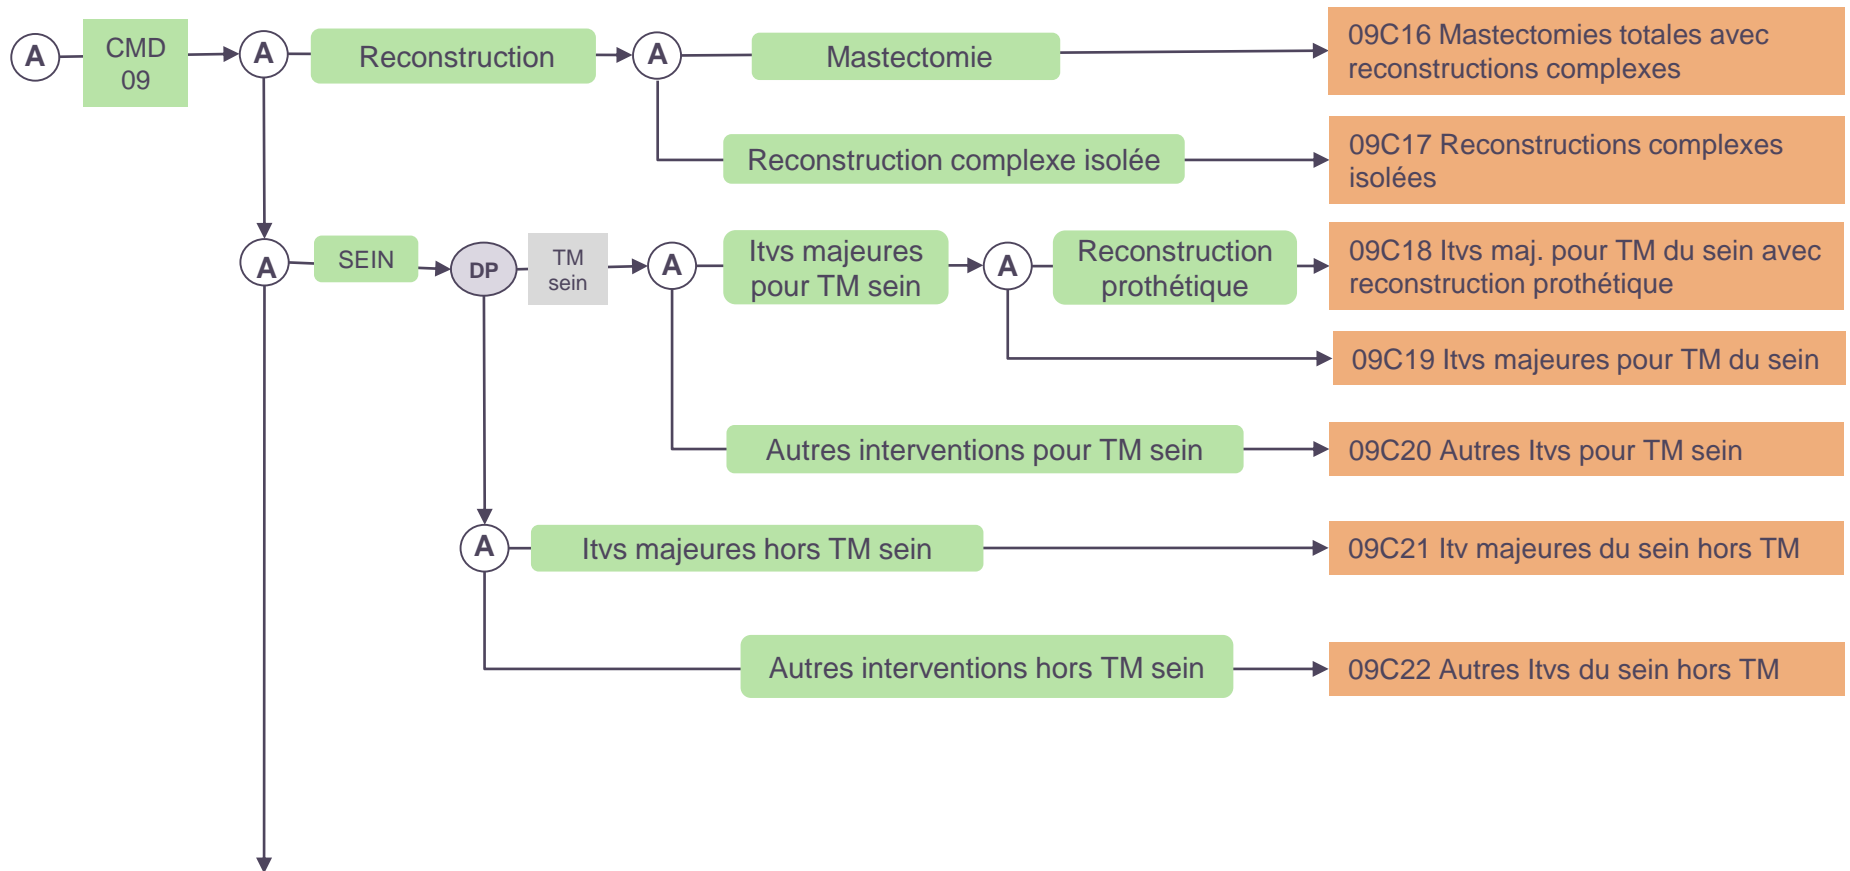 A
CMD
09
A
Reconstruction
A
Mastectomie
09C16 Mastectomies totales avec
reconstructions complexes
Reconstruction complexe isolée
09C17 Reconstructions complexes
isolées
A
SEIN
DP
TM
sein
A
Itvs majeures
pour TM sein
A
Reconstruction
prothétique
09C18 Itvs maj. pour TM du sein avec
reconstruction prothétique
09C19 Itvs majeures pour TM du sein
Autres interventions pour TM sein
09C20 Autres Itvs pour TM sein
A
Itvs majeures hors TM sein
09C21 Itv majeures du sein hors TM
Autres interventions hors TM sein
09C22 Autres Itvs du sein hors TM